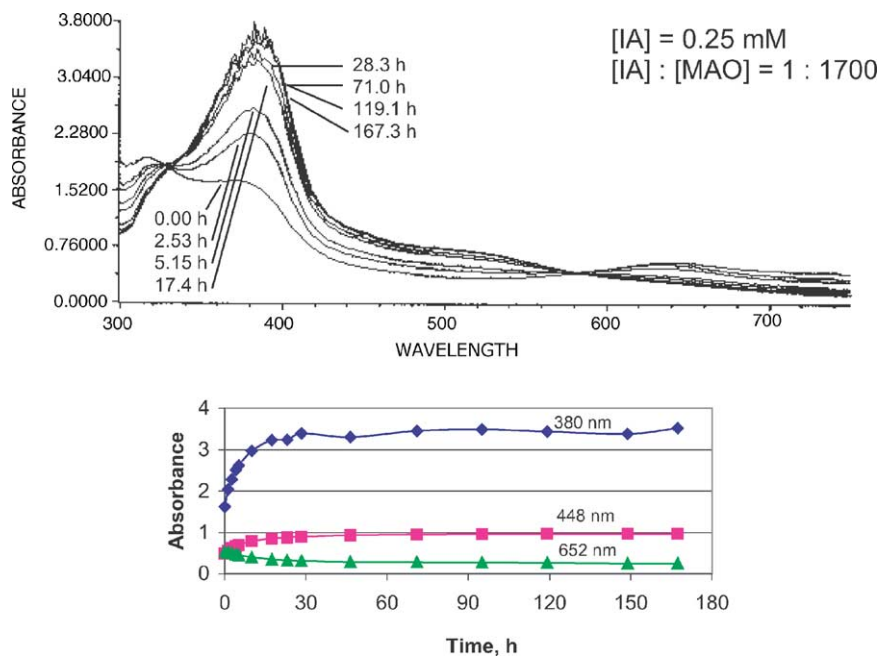 3.8000
3.0400
2.2800
1.5200
0.76000
0.0000
ABSORBANCE
300
400
500
600
700
WAVELENGTH
[IA] = 0.25 mM
[IA] : [MAO] = 1 : 1700
28.3 h
71.0 h
119.1 h
167.3 h
0.00 h
2.53 h
5.15 h
17.4 h
4
3
2
1
0
Absorbance
380 nm
448 nm
652 nm
0
30
60
90
120
150
180
Time, h